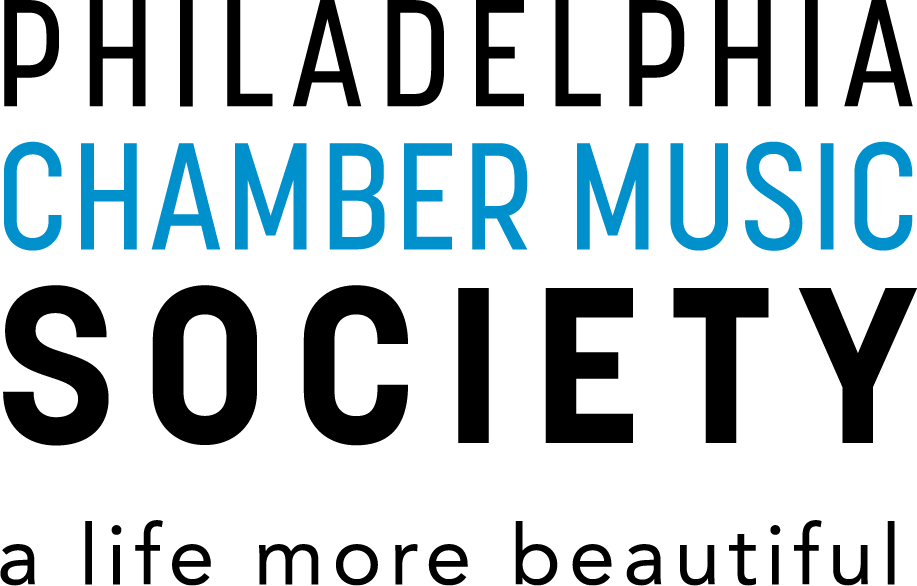 PHILADELPHIA
CHAMBER MUSIC
SOCIETY
a life more beautiful